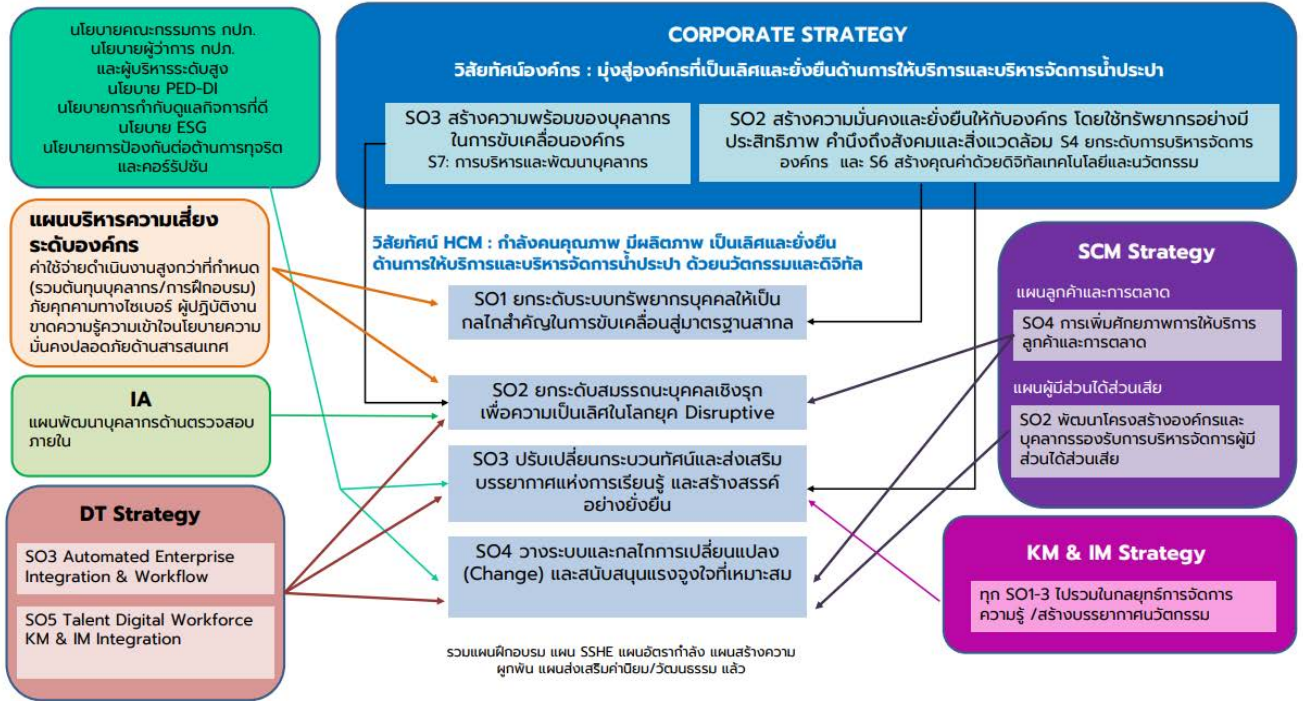 นโยบายคณะกรรมการ กปภ.
นโยบายผู้ว่าการ กปภ.
และผู้บริหารระดับสูง
นโยบาย PED-DI
นโยบายการกำกับดูแลกิจการที่ดี
นโยบาย ESG
นโยบายการป้องกันต่อต้านการทุจริต
และคอร์รัปชัน
CORPORATE STRATEGY
วิสัยทัศน์องค์กร : มุ่งสู่องค์กรที่เป็นเลิศและยั่งยืนด้านการให้บริการและบริหารจัดการน้ำประปา
SO3 สร้างความพร้อมของบุคลากร
ในการขับเคลื่อนองค์กร
S7: การบริหารและพัฒนาบุคลากร
SO2 สร้างความมั่นคงและยั่งยืนให้กับองค์กร โดยใช้ทรัพยากรอย่างมี
ประสิทธิภาพ คำนึงถึงสังคมและสิ่งแวดล้อม S4 ยกระดับการบริหารจัดการ
องค์กร และ S6 สร้างคุณค่าด้วยดิจิทัลเทคโนโลยีและนวัตกรรม
แผนบริหารความเสี่ยง
ระดับองค์กร
ค่าใช้จ่ายดำเนินงานสูงกว่าที่กำหนด
(รวมต้นทุนบุคลากร/การฝึกอบรม)
ภัยคุกคามทางไซเบอร์ ผู้ปฏิบัติงาน
ขาดความรู้ความเข้าใจนโยบายความ
มั่นคงปลอดภัยด้านสารสนเทศ
IA
แผนพัฒนาบุคลากรด้านตรวจสอบ
ภายใน
DT Strategy
SO3 Automated Enterprise
Integration & Workflow
SO5 Talent Digital Workforce
KM & IM Integration
วิสัยทัศน์ HCM : กำลังคนคุณภาพ มีผลิตภาพ เป็นเลิศและยั่งยืน
ด้านการให้บริการและบริหารจัดการน้ำประปา ด้วยนวัตกรรมและดิจิทัล
SO1 ยกระดับระบบทรัพยากรบุคคลให้เป็น
กลไกสำคัญในการขับเคลื่อนสู่มาตรฐานสากล
SO2 ยกระดับสมรรถนะบุคคลเชิงรุก
เพื่อความเป็นเลิศในโลกยุค Disruptive
SO3 ปรับเปลี่ยนกระบวนทัศน์และส่งเสริม
บรรยากาศแห่งการเรียนรู้ และสร้างสรรค์
อย่างยั่งยืน
SO4 วางระบบและกลไกการเปลี่ยนแปลง
(Change) และสนับสนุนแรงจูงใจที่เหมาะสม
รวมแผนฝึกอบรม แผน SSHE แผนอัตรากำลัง แผนสร้างความ
ผูกพัน แผนส่งเสริมค่านิยม/วัฒนธรรม แล้ว
SCM Strategy
แผนลูกค้าและการตลาด
SO4 การเพิ่มศักยภาพการให้บริการ
ลูกค้าและการตลาด
แผนผู้มีส่วนได้ส่วนเสีย
SO2 พัฒนาโครงสร้างองค์กรและ
บุคลากรรองรับการบริหารจัดการผู้มี
ส่วนได้ส่วนเสีย
KM & IM Strategy
ทุก SO1-3 ไปรวมในกลยุทธ์การจัดการ
ความรู้ /สร้างบรรยากาศนวัตกรรม